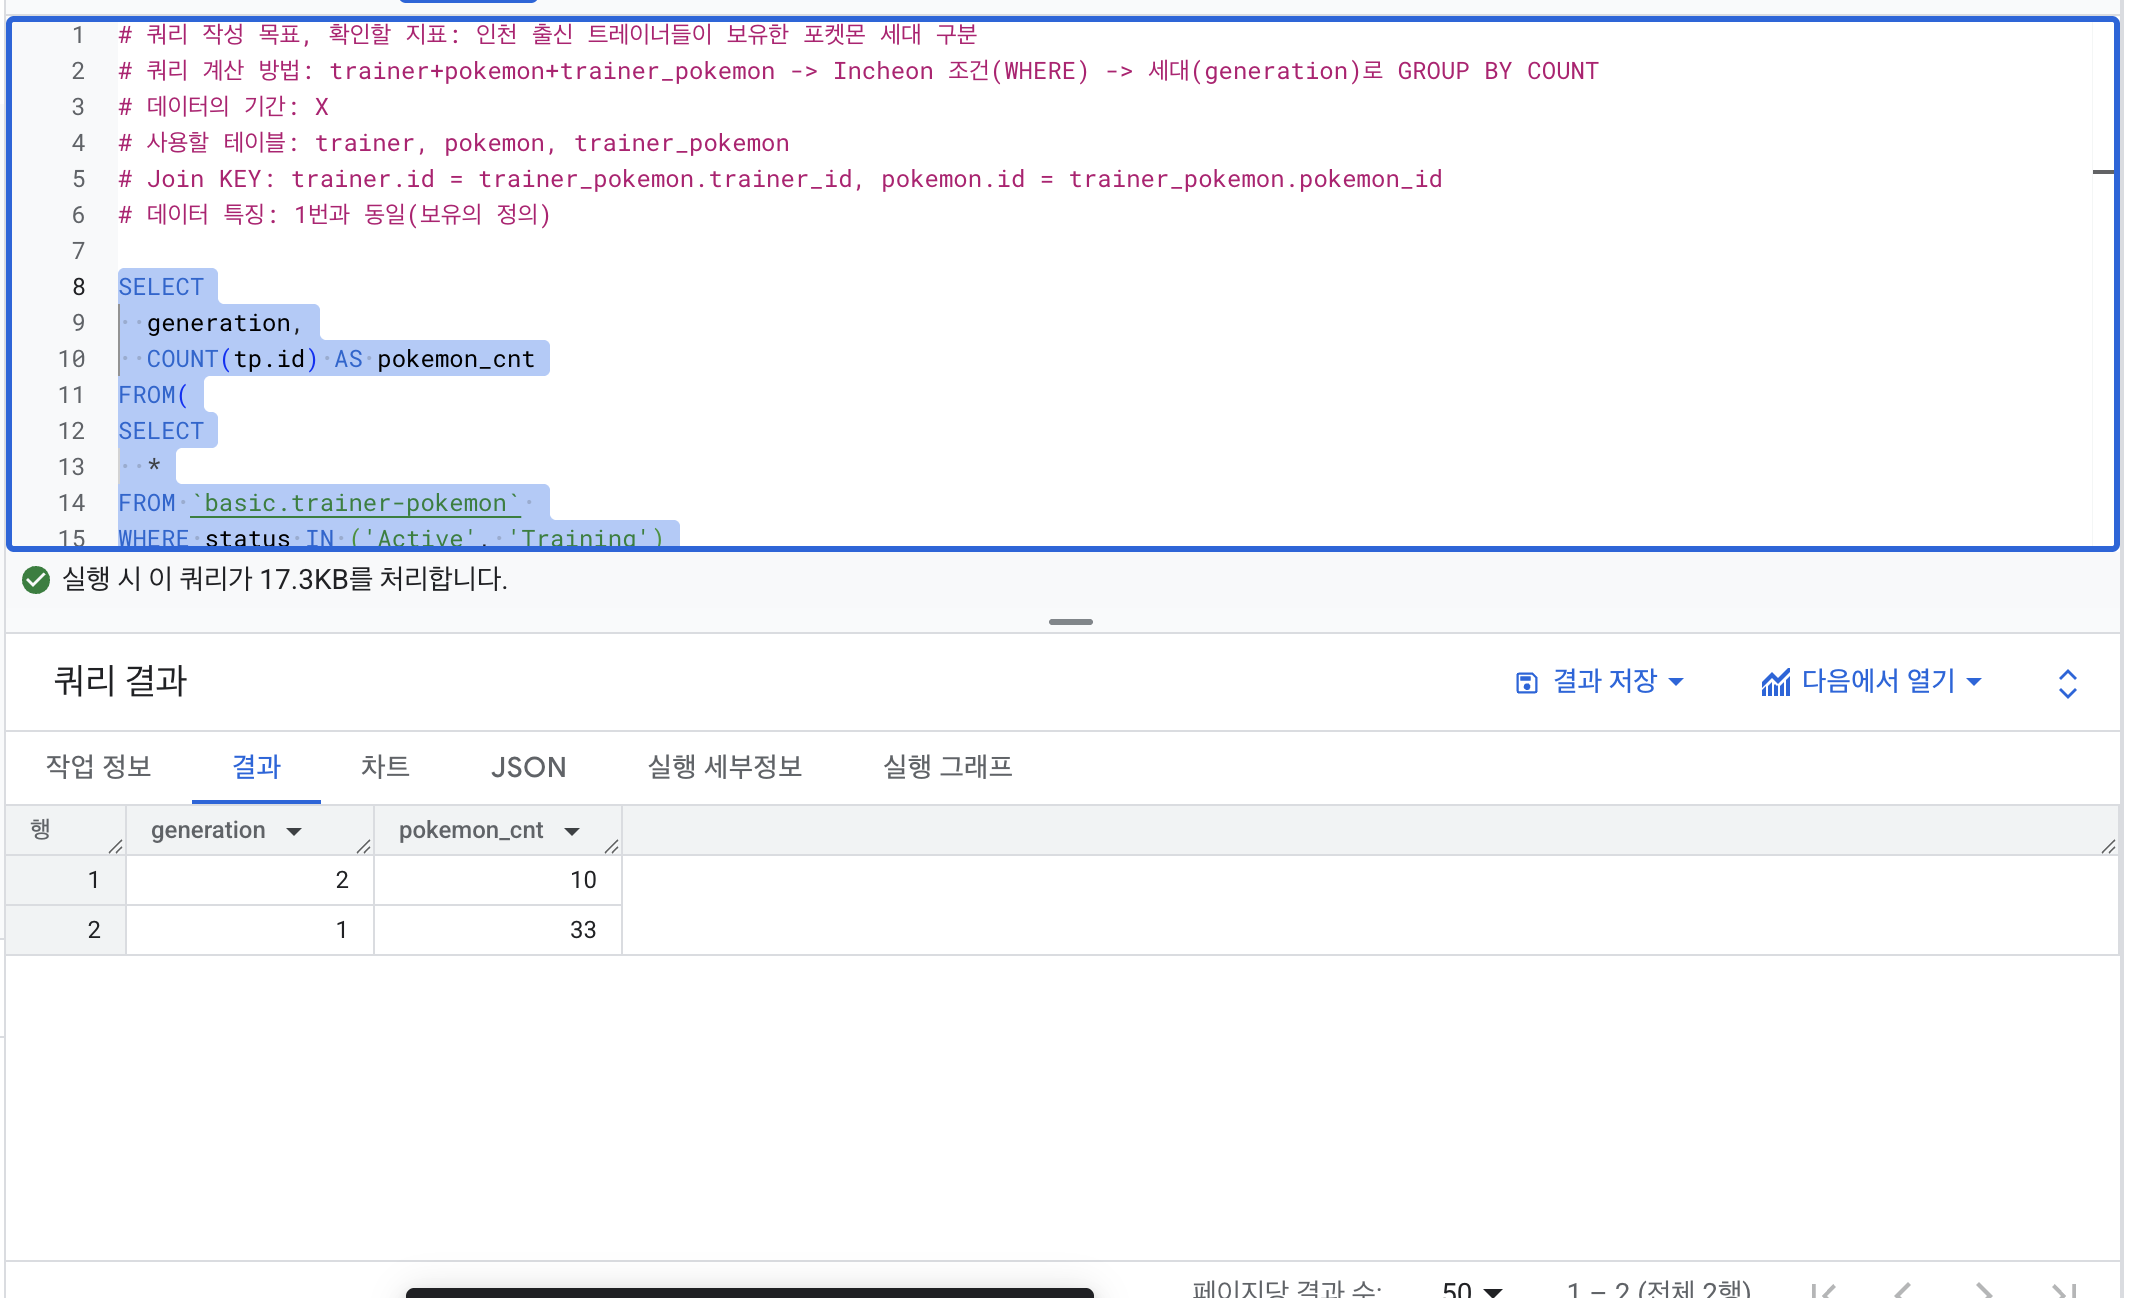 1 # 쿼리 작성 목표, 확인할 지표: 인천 출신 트레이너들이 보유한 포켓몬 세대 구분
2 # 쿼리 계산 방법: trainer+pokemon+trainer_pokemon -> Incheon 조건(WHERE) -> 세대(generation)로 GROUP BY COUNT
3 # 데이터의 기간: X
4 # 사용할 테이블: trainer, pokemon, trainer_pokemon
5 # Join KEY: trainer.id = trainer_pokemon.trainer_id, pokemon.id = trainer_pokemon.pokemon_id
6 # 데이터 특징: 1번과 동일(보유의 정의)
7
8 SELECT
9 generation,
10 COUNT(tp.id) AS pokemon_cnt
11 FROM(
12 SELECT
13 *
14 FROM `basic.trainer-pokemon`
15 WHERE status IN ('Active', 'Training')
실행 시 이 쿼리가 17.3KB를 처리합니다.
쿼리 결과 결과 저장 다음에서 열기
작업 정보 결과 차트 JSON 실행 세부정보 실행 그래프
행 generation pokemon_cnt
1 2 10
2 1 33
페이지당 결과 수: 50 1 – 2 (전체 2행)